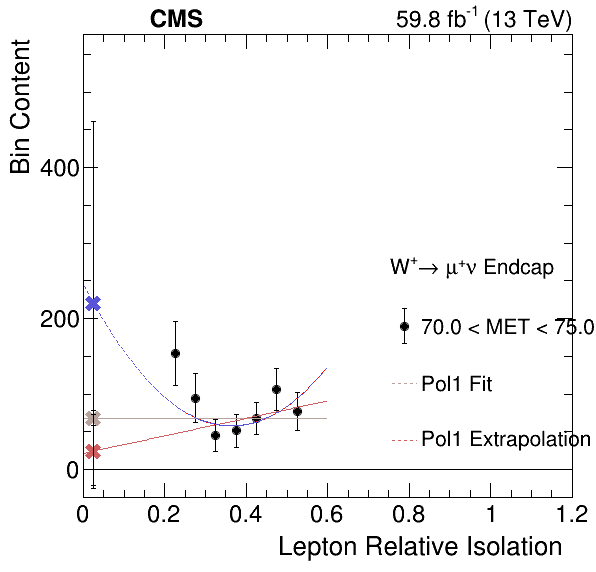 CMS 59.8 fb⁻¹ (13 TeV)
Bin Content
400
200
0
W⁺→ μ⁺ν Endcap
70.0 < MET < 75.0
Pol1 Fit
Pol1 Extrapolation
0 0.2 0.4 0.6 0.8 1 1.2
Lepton Relative Isolation